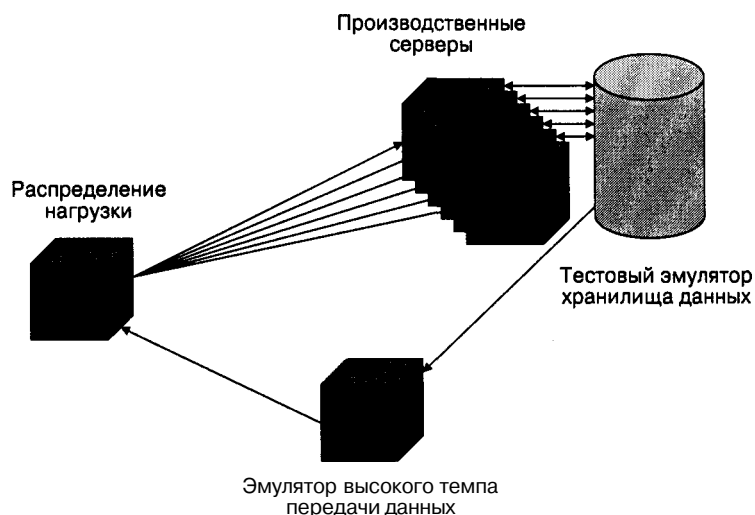 Производственные
серверы
Распределение
нагрузки
Тестовый эмулятор
хранилища данных
Эмулятор высокого темпа
передачи данных